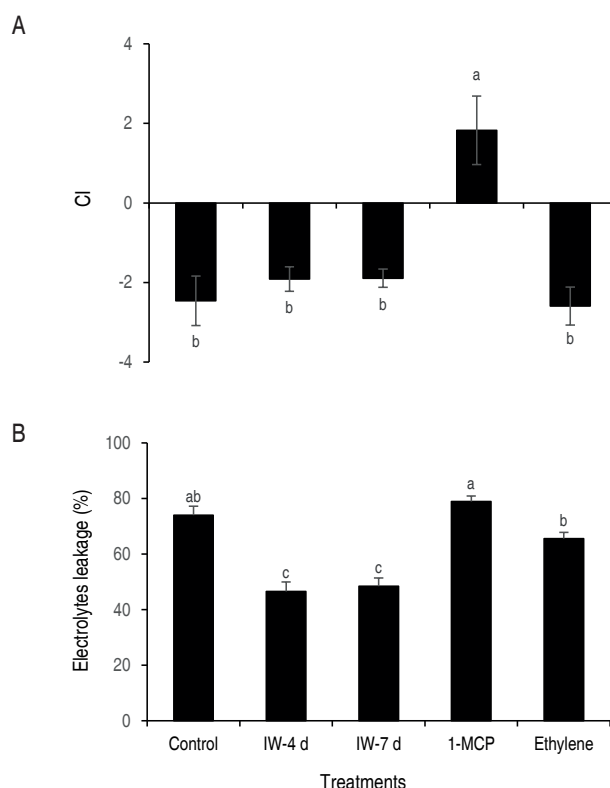 A
4
a
2
CI
0
-2
b
b
b
b
-4
B
100
a
ab
80
b
Electrolytes leakage (%)
60
c
c
40
20
0
Control
IW-4 d
IW-7 d
1-MCP
Ethylene
Treatments